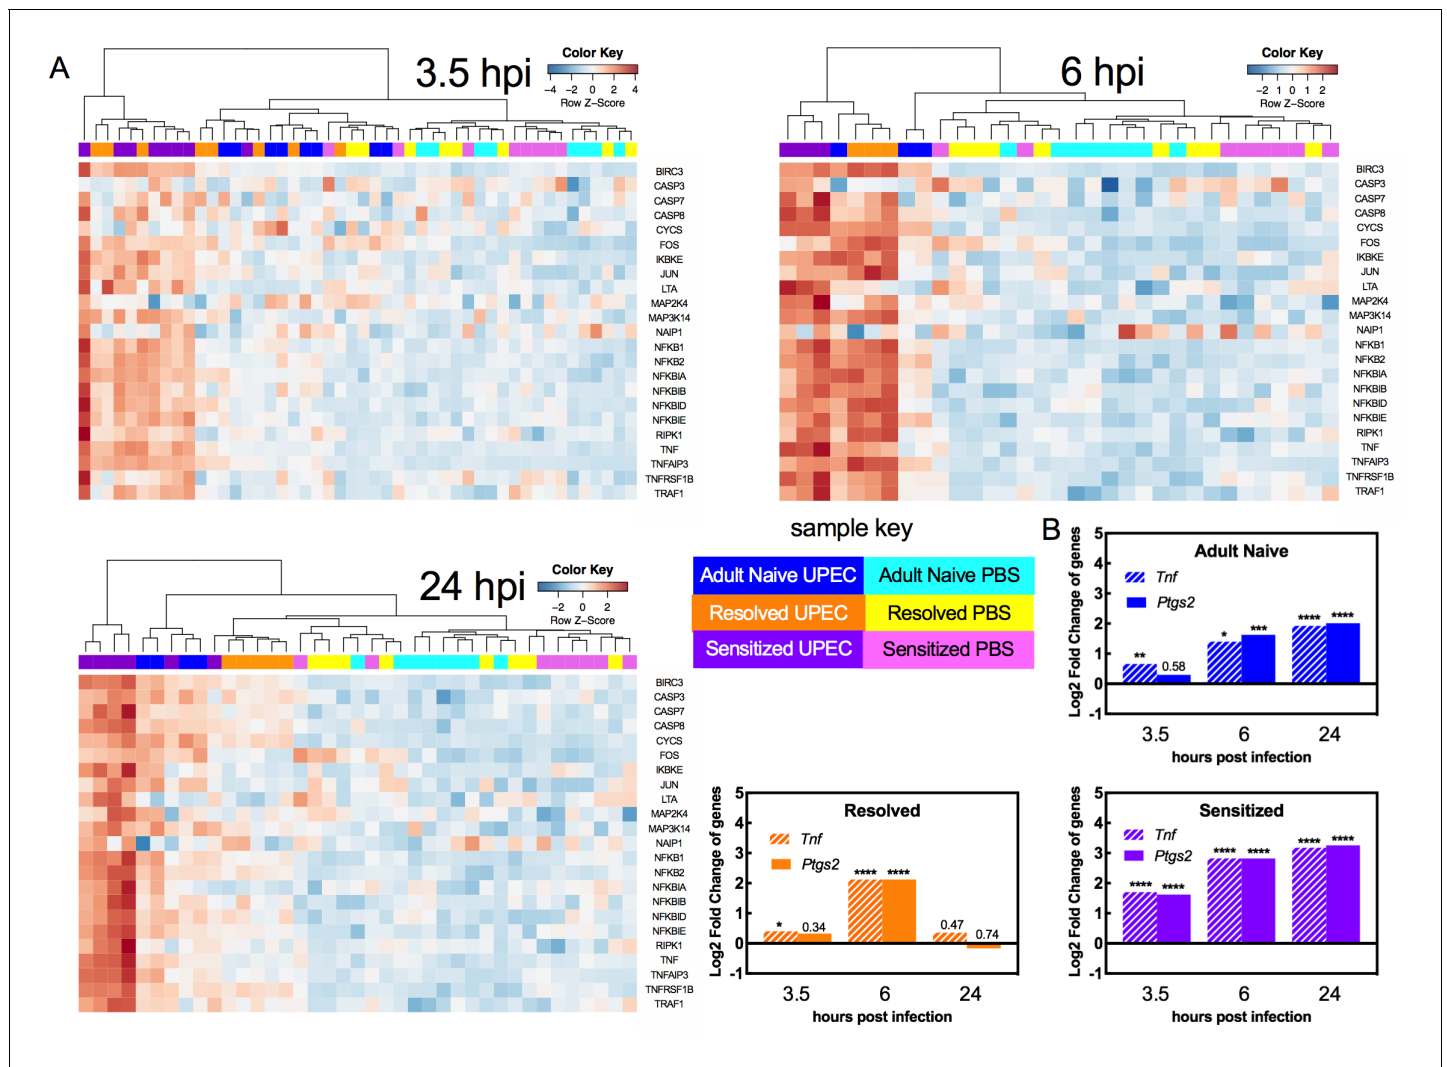 A
3.5 hpi
Color Key
−4 −2 0 2 4
Row Z−Score
BIRC3
CASP3
CASP7
CASP8
CYCS
FOS
IKBKE
JUN
LTA
MAP2K4
MAP3K14
NAIP1
NFKB1
NFKB2
NFKBIA
NFKBIB
NFKBID
NFKBIE
RIPK1
TNF
TNFAIP3
TNFRSF1B
TRAF1
6 hpi
Color Key
−2 1 0 1 2
Row Z−Score
BIRC3
CASP3
CASP7
CASP8
CYCS
FOS
IKBKE
JUN
LTA
MAP2K4
MAP3K14
NAIP1
NFKB1
NFKB2
NFKBIA
NFKBIB
NFKBID
NFKBIE
RIPK1
TNF
TNFAIP3
TNFRSF1B
TRAF1
24 hpi
Color Key
−2 0 2
Row Z−Score
BIRC3
CASP3
CASP7
CASP8
CYCS
FOS
IKBKE
JUN
LTA
MAP2K4
MAP3K14
NAIP1
NFKB1
NFKB2
NFKBIA
NFKBIB
NFKBID
NFKBIE
RIPK1
TNF
TNFAIP3
TNFRSF1B
TRAF1
sample key
Adult Naive UPEC Adult Naive PBS
Resolved UPEC Resolved PBS
Sensitized UPEC Sensitized PBS
B
Adult Naive
Log2 Fold Change of genes
5
4
3
2
1
0
-1
Tnf
Ptgs2
** 0.58 * *** **** ****
3.5 6 24
hours post infection
Resolved
Log2 Fold Change of genes
5
4
3
2
1
0
-1
Tnf
Ptgs2
* 0.34 **** **** 0.47 0.74
3.5 6 24
hours post infection
Sensitized
Log2 Fold Change of genes
5
4
3
2
1
0
-1
Tnf
Ptgs2
**** **** **** **** **** ****
3.5 6 24
hours post infection